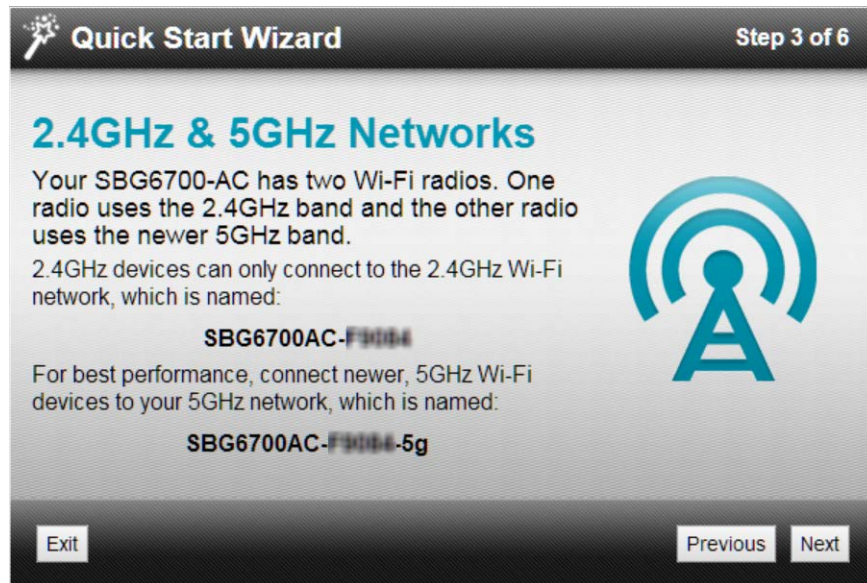 Quick Start Wizard
Step 3 of 6
2.4GHz & 5GHz Networks
Your SBG6700-AC has two Wi-Fi radios. One
radio uses the 2.4GHz band and the other radio
uses the newer 5GHz band.
2.4GHz devices can only connect to the 2.4GHz Wi-Fi
network, which is named:
SBG6700AC-
For best performance, connect newer, 5GHz Wi-Fi
devices to your 5GHz network, which is named:
SBG6700AC- -5g
Exit
Previous
Next